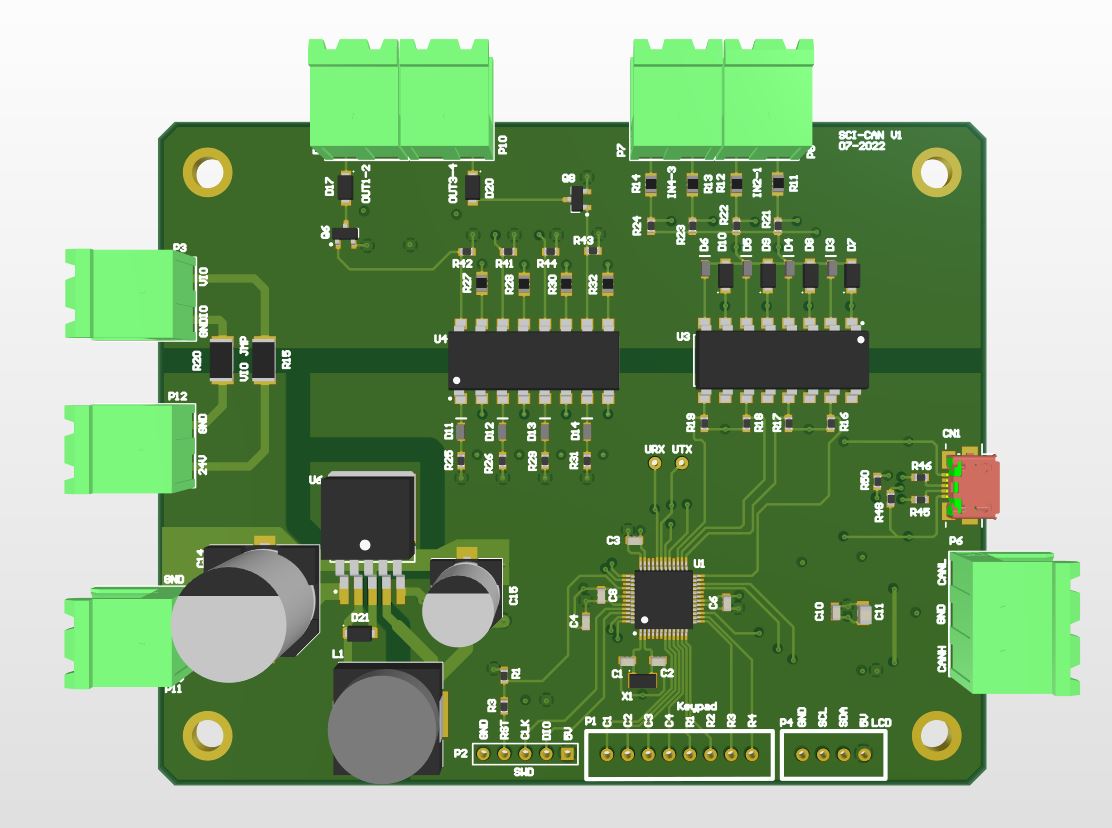 SCI-CAN V1
07-2022
P10
P7
D17
OUT1-2
OUT3-4
D20
Q8
Q6
R14
IN4-3
R13
R12
IN2-1
R11
R24
R23
R22
R21
R43
R42
R41
R44
R27
R28
R30
R32
D6
D10
D5
D9
D4
D8
D3
D7
P3
VIO
GNDIO
R20
VIO JMP
R15
U4
U3
P12
GND
24V
D11
D12
D13
D14
R25
R26
R29
R31
R19
R18
R17
R16
URX
UTX
CN1
R50
R46
R48
R45
U6
C14
GND
P11
C15
D21
L1
C3
U1
C8
C4
C6
C10
C11
P6
CANL
GND
CANH
C1
C2
X1
R1
R3
P2
GND
RST
CLK
DIO
5V
SWD
Keypad
P1
C1
C2
C3
C4
R1
R2
R3
R4
P4
GND
SCL
SDA
5V
LCD